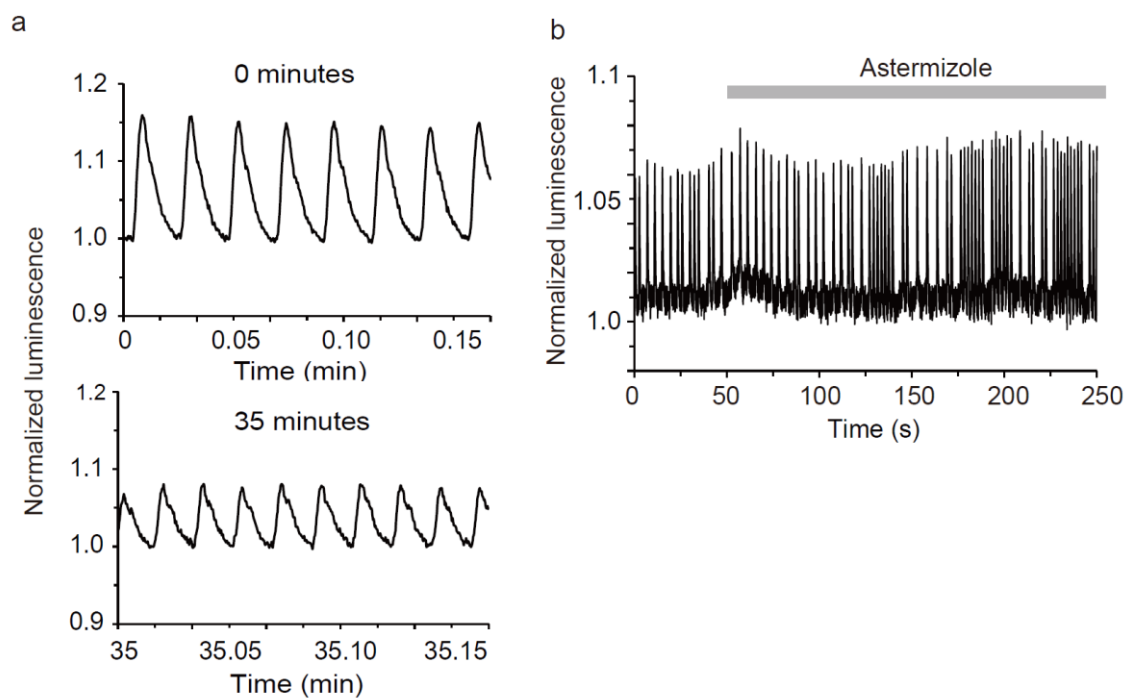 a
0 minutes
1.2
1.1
1.0
0.9
0 0.05 0.10 0.15
Time (min)
Normalized luminescence
35 minutes
1.2
1.1
1.0
0.9
35 35.05 35.10 35.15
Time (min)
b
Astermizole
1.1
1.05
1.0
Normalized luminescence
0 50 100 150 200 250
Time (s)